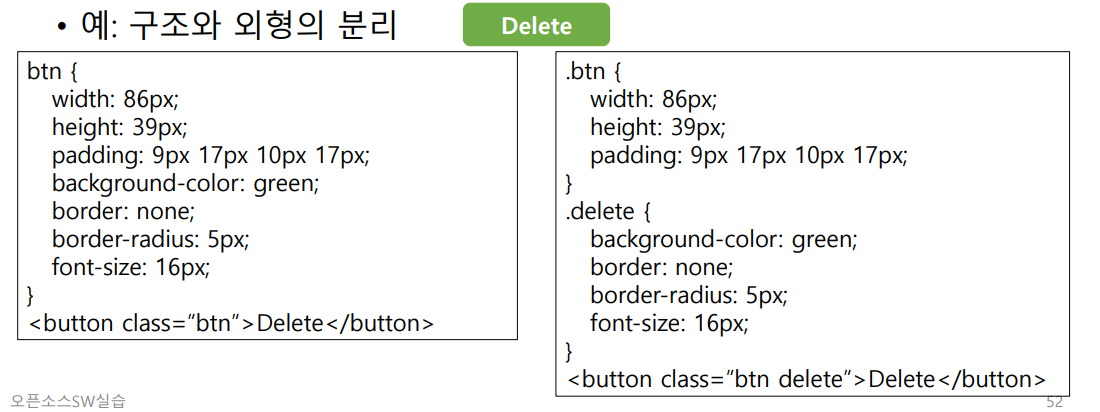 • 예: 구조와 외형의 분리
Delete
btn {
width: 86px;
height: 39px;
padding: 9px 17px 10px 17px;
background-color: green;
border: none;
border-radius: 5px;
font-size: 16px;
}
<button class=”btn”>Delete</button>
.btn {
width: 86px;
height: 39px;
padding: 9px 17px 10px 17px;
}
.delete {
background-color: green;
border: none;
border-radius: 5px;
font-size: 16px;
}
<button class=”btn delete”>Delete</button>
오픈소스SW실습
52